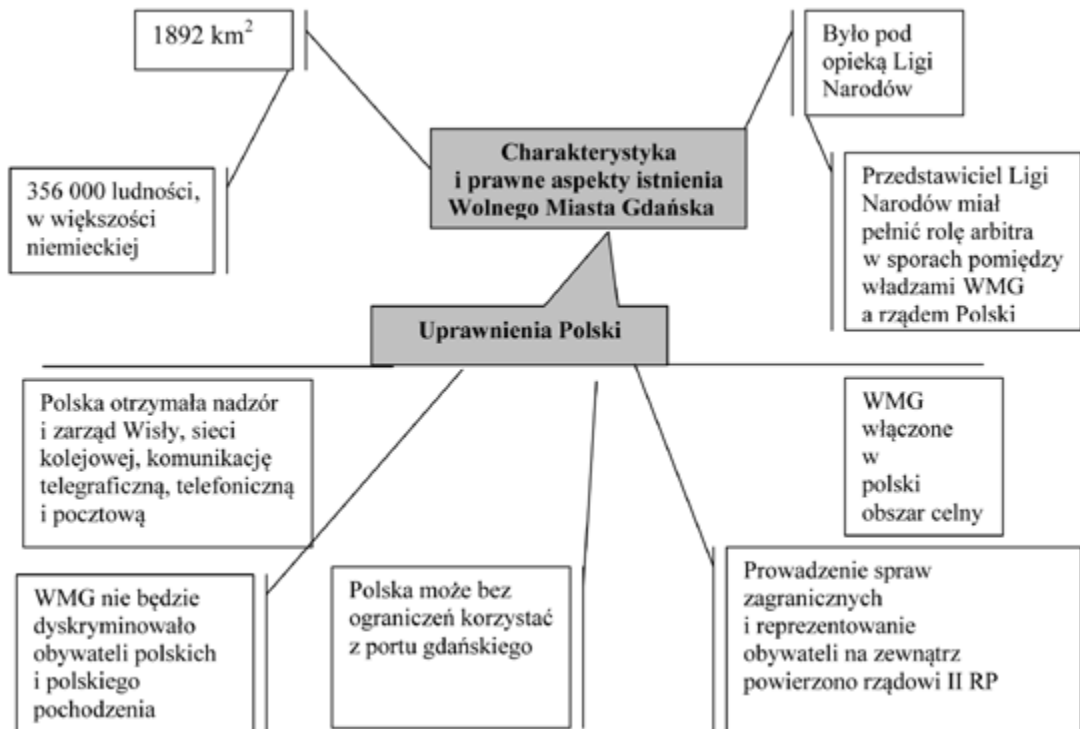 1892 km²
Było pod
opieką Ligi
Narodów
Charakterystyka
i prawne aspekty istnienia
Wolnego Miasta Gdańska
356 000 ludności,
w większości
niemieckiej
Przedstawiciel Ligi
Narodów miał
pełnić rolę arbitra
w sporach pomiędzy
władzami WMG
a rządem Polski
Uprawnienia Polski
Polska otrzymała nadzór
i zarząd Wisły, sieci
kolejowej, komunikację
telegraficzną, telefoniczną
i pocztową
WMG
włączone
w
polski
obszar celny
WMG nie będzie
dyskryminowało
obywateli polskich
i polskiego
pochodzenia
Polska może bez
ograniczeń korzystać
z portu gdańskiego
Prowadzenie spraw
zagranicznych
i reprezentowanie
obywateli na zewnątrz
powierzono rządowi II RP